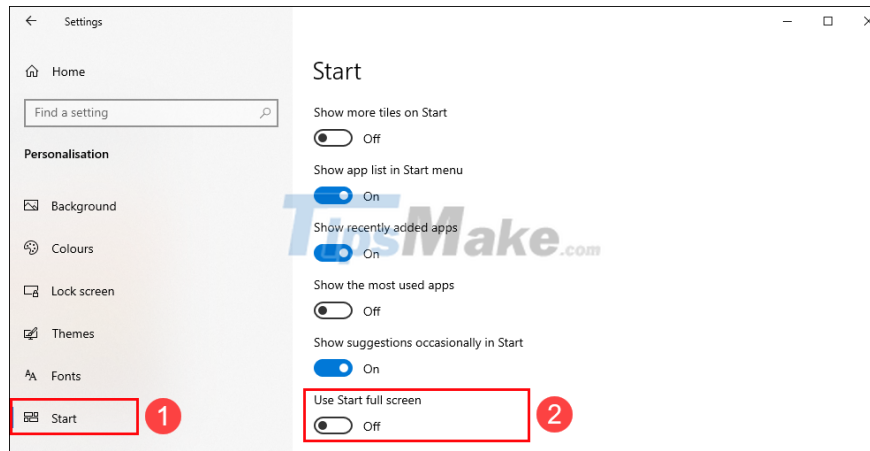 Settings
Home
Find a setting
Personalisation
Background
Colours
Lock screen
Themes
Fonts
Start
1
Start
Show more tiles on Start
Off
Show app list in Start menu
On
Show recently added apps
On
Show the most used apps
Off
Show suggestions occasionally in Start
On
Use Start full screen
Off
2
TipsMake.com